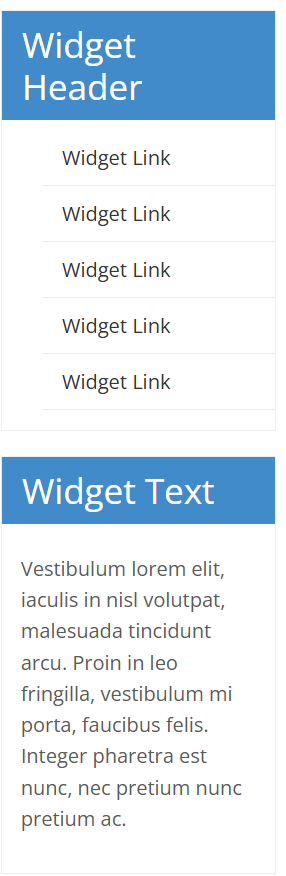 Widget
Header
Widget Link
Widget Link
Widget Link
Widget Link
Widget Link
Widget Text
Vestibulum lorem elit,
iaculis in nisl volutpat,
malesuada tincidunt
arcu. Proin in leo
fringilla, vestibulum mi
porta, faucibus felis.
Integer pharetra est
nunc, nec pretium nunc
pretium ac.